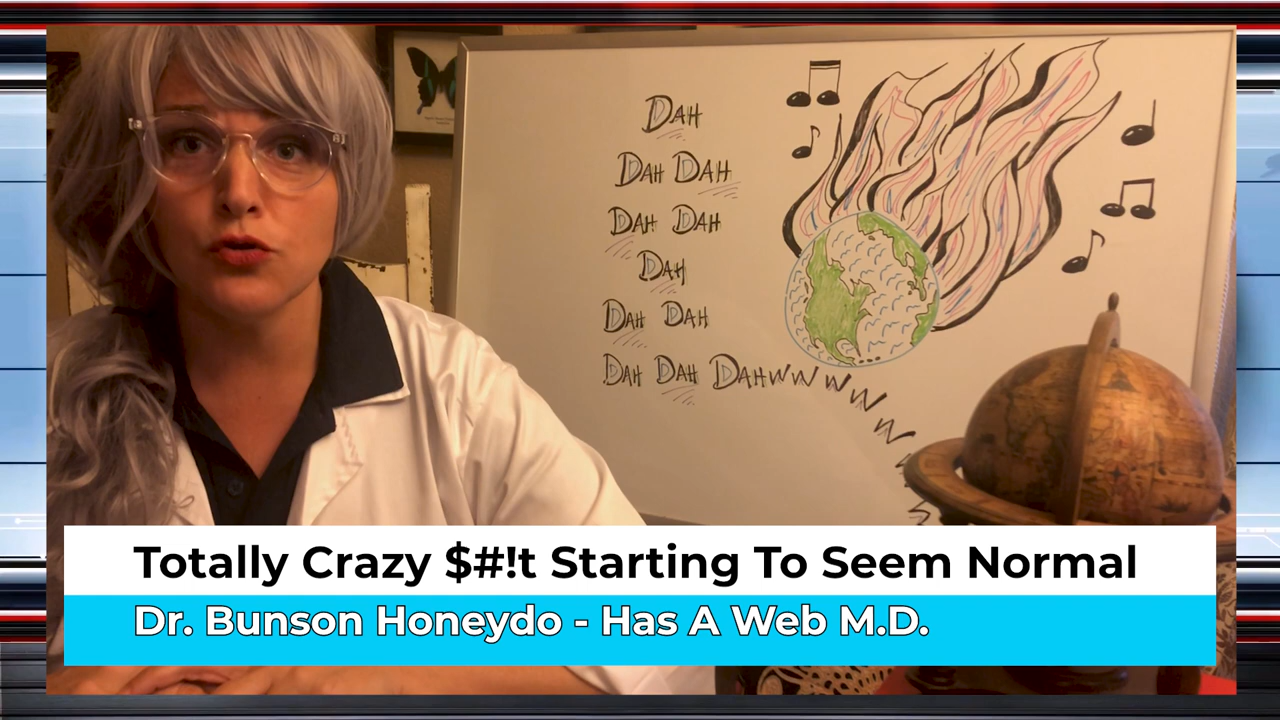 DAH
DAH DAH
DAH DAH
DAH
DAH DAH
DAH DAH DAHWWWWWW
Totally Crazy $#!t Starting To Seem Normal
Dr. Bunson Honeydo - Has A Web M.D.